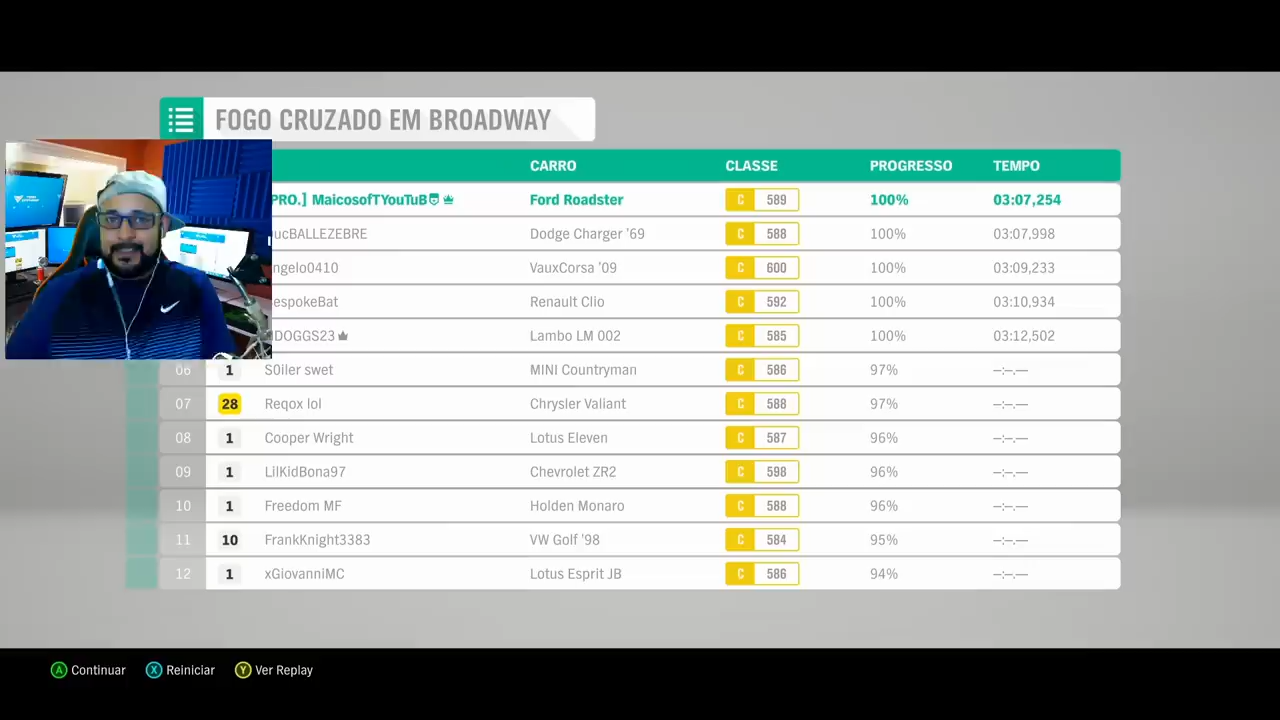 FOGO CRUZADO EM BROADWAY
CARRO CLASSE PROGRESSO TEMPO
PRO.] MaicosofTYouTuB Ford Roadster C 589 100% 03:07,254
ucBALLEZEBRE Dodge Charger '69 C 588 100% 03:07,998
ngelo0410 VauxCorsa '09 C 600 100% 03:09,233
espokeBat Renault Clio C 592 100% 03:10,934
DOGGS23 Lambo LM 002 C 585 100% 03:12,502
06 1 S0iler swet MINI Countryman C 586 97% --:--.---
07 28 Reqox lol Chrysler Valiant C 588 97% --:--.---
08 1 Cooper Wright Lotus Eleven C 587 96% --:--.---
09 1 LilKidBona97 Chevrolet ZR2 C 598 96% --:--.---
10 1 Freedom MF Holden Monaro C 588 96% --:--.---
11 10 FrankKnight3383 VW Golf '98 C 584 95% --:--.---
12 1 xGiovanniMC Lotus Esprit JB C 586 94% --:--.---
A Continuar X Reiniciar Y Ver Replay